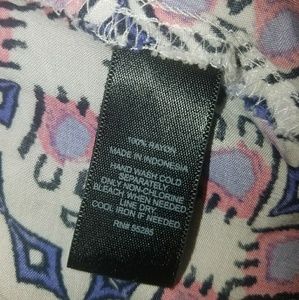 100% RAYON
MADE IN INDONESIA
HAND WASH COLD
SEPARATELY
ONLY NON-CHLORINE
BLEACH WHEN NEEDED
LINE DRY
COOL IRON IF NEEDED.
RN# 55285